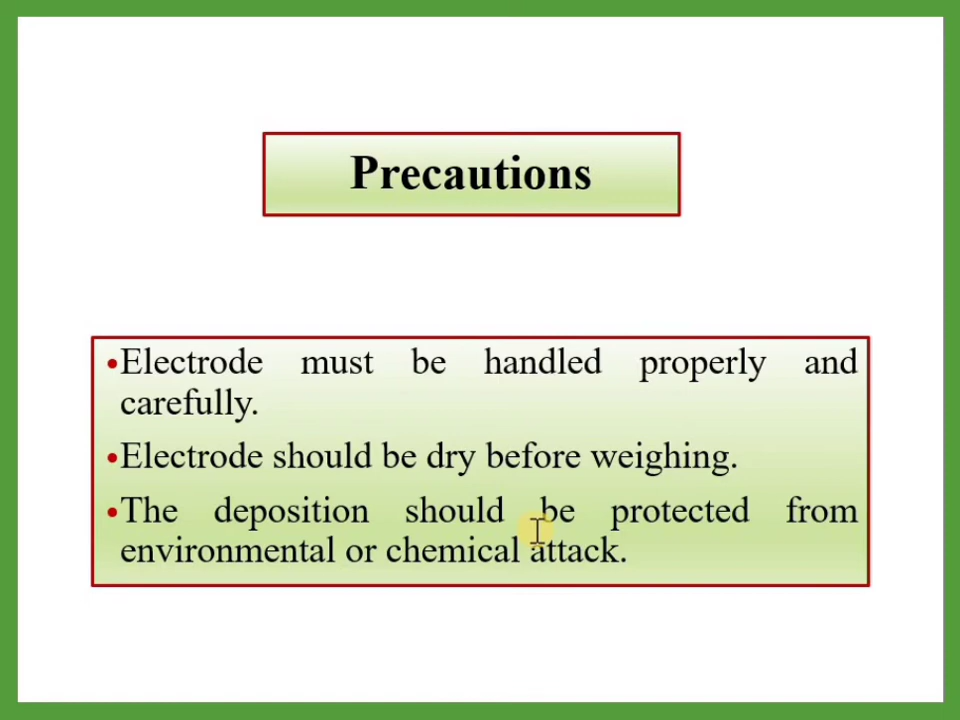 Precautions
•Electrode must be handled properly and
carefully.
•Electrode should be dry before weighing.
•The deposition should be protected from
environmental or chemical attack.